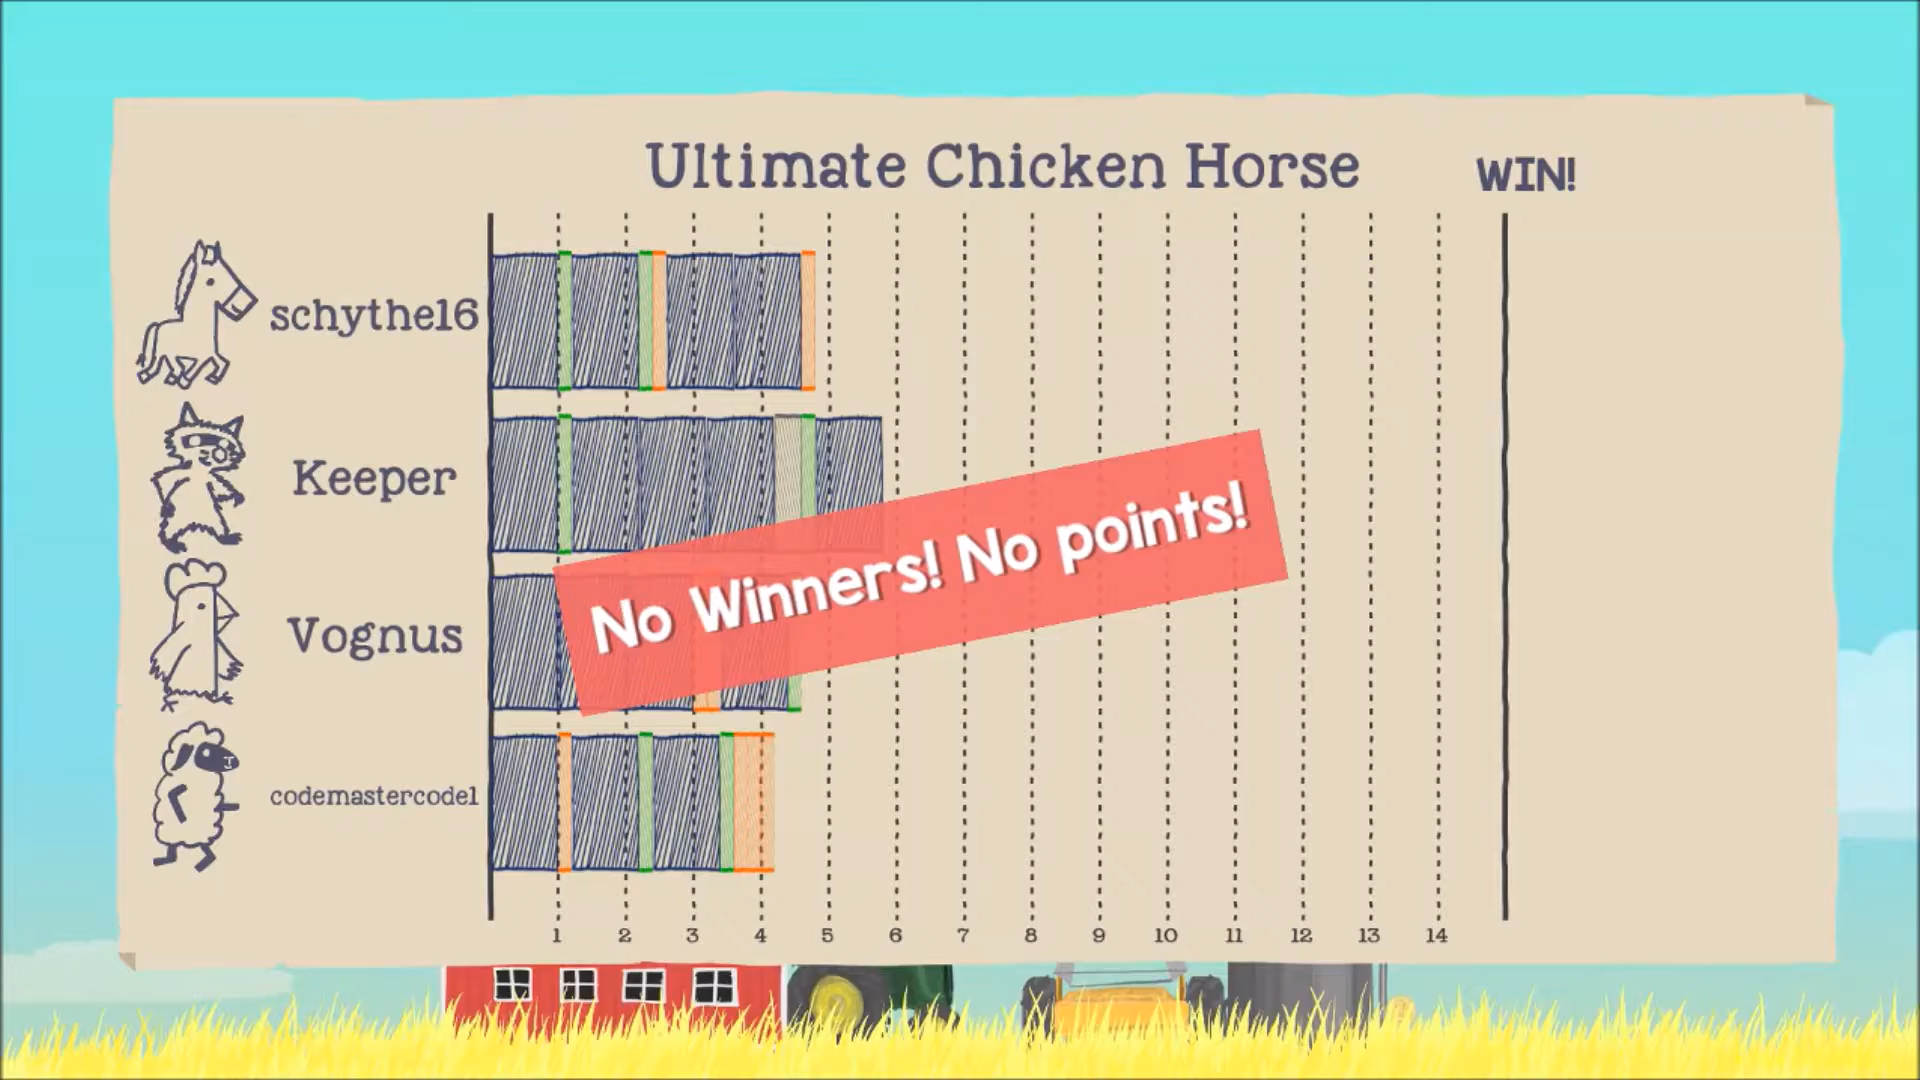 Ultimate Chicken Horse
WIN!
schythe16
Keeper
No Winners! No points!
Vognus
codemastercode1
1 2 3 4 5 6 7 8 9 10 11 12 13 14